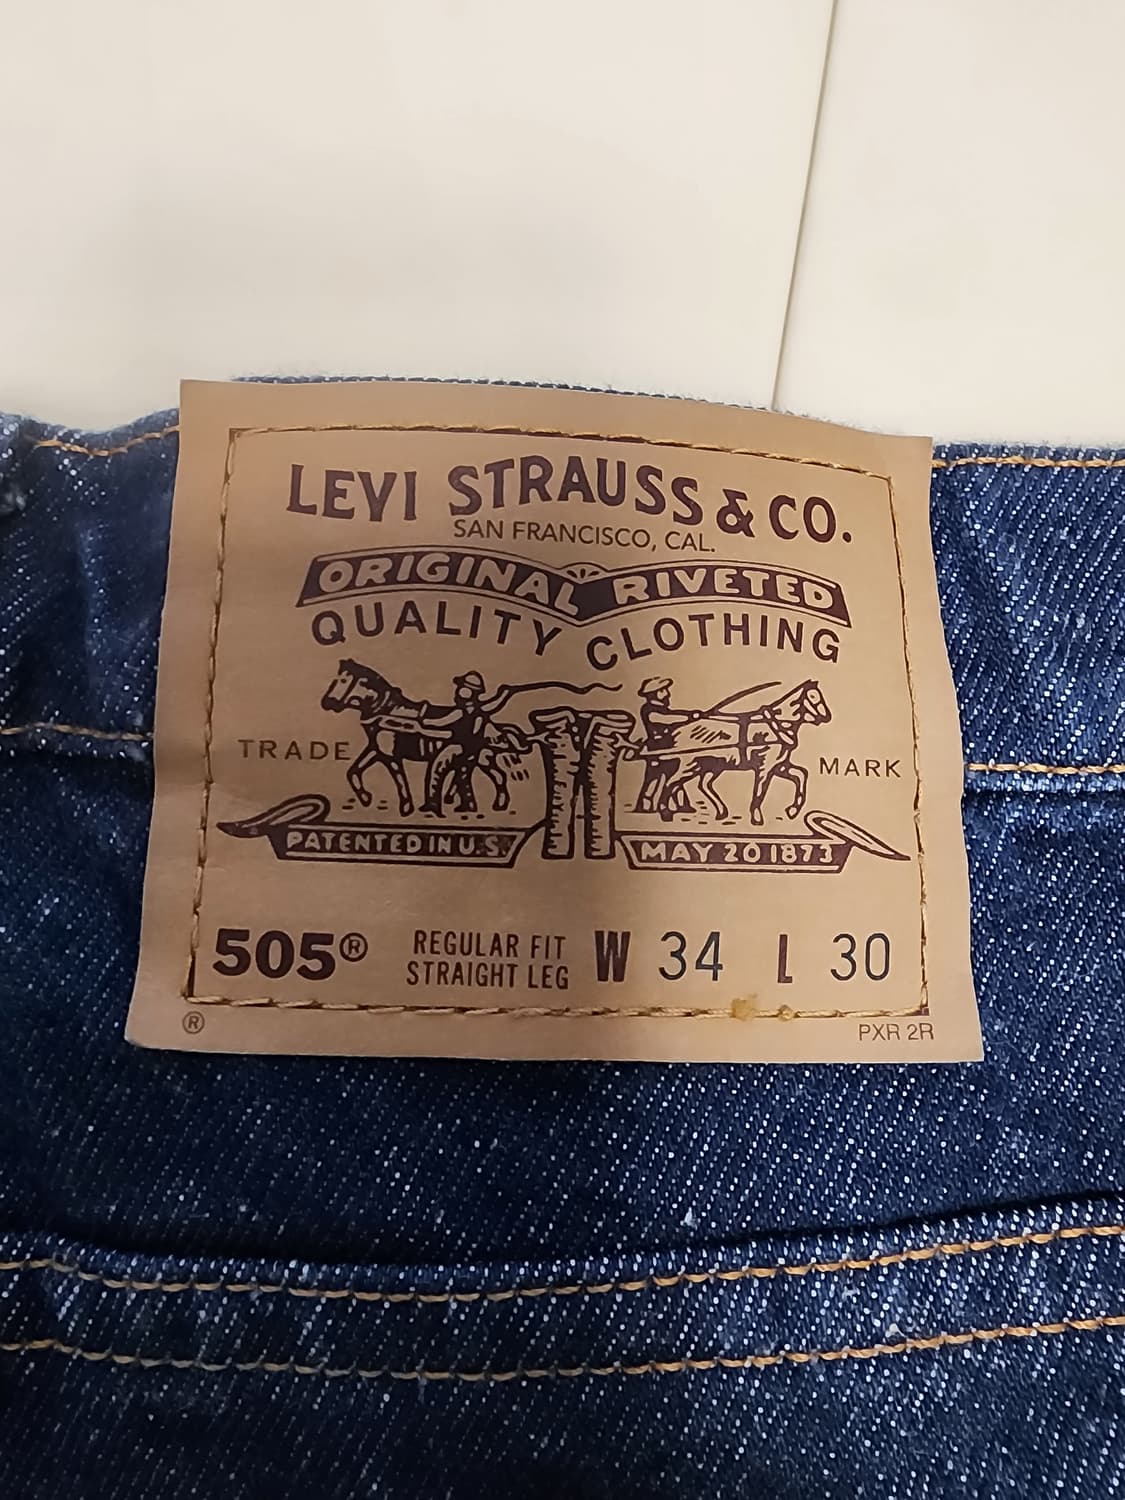 LEVI STRAUSS & CO.
SAN FRANCISCO, CAL.
ORIGINAL RIVETED
QUALITY CLOTHING
TRADE MARK
PATENTED IN U.S. MAY 20 1873
505® REGULAR FIT STRAIGHT LEG W 34 L 30
® PXR 2R